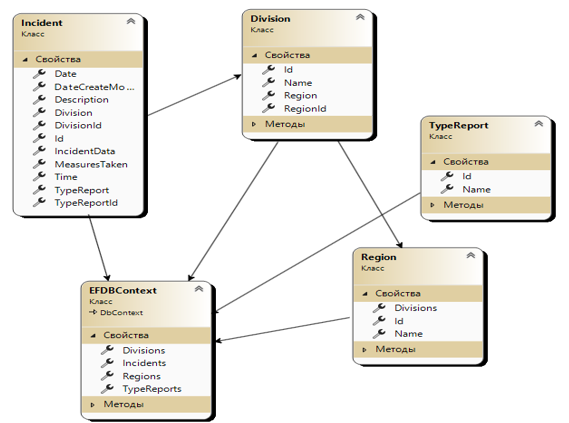 Incident
Класс
Свойства
Date
DateCreateMo ...
Description
Division
DivisionId
Id
IncidentData
MeasuresTaken
Time
TypeReport
TypeReportId
Division
Класс
Свойства
Id
Name
Region
RegionId
Методы
TypeReport
Класс
Свойства
Id
Name
Методы
Region
Класс
Свойства
Divisions
Id
Name
Методы
EFDBContext
Класс
DbContext
Свойства
Divisions
Incidents
Regions
TypeReports
Методы